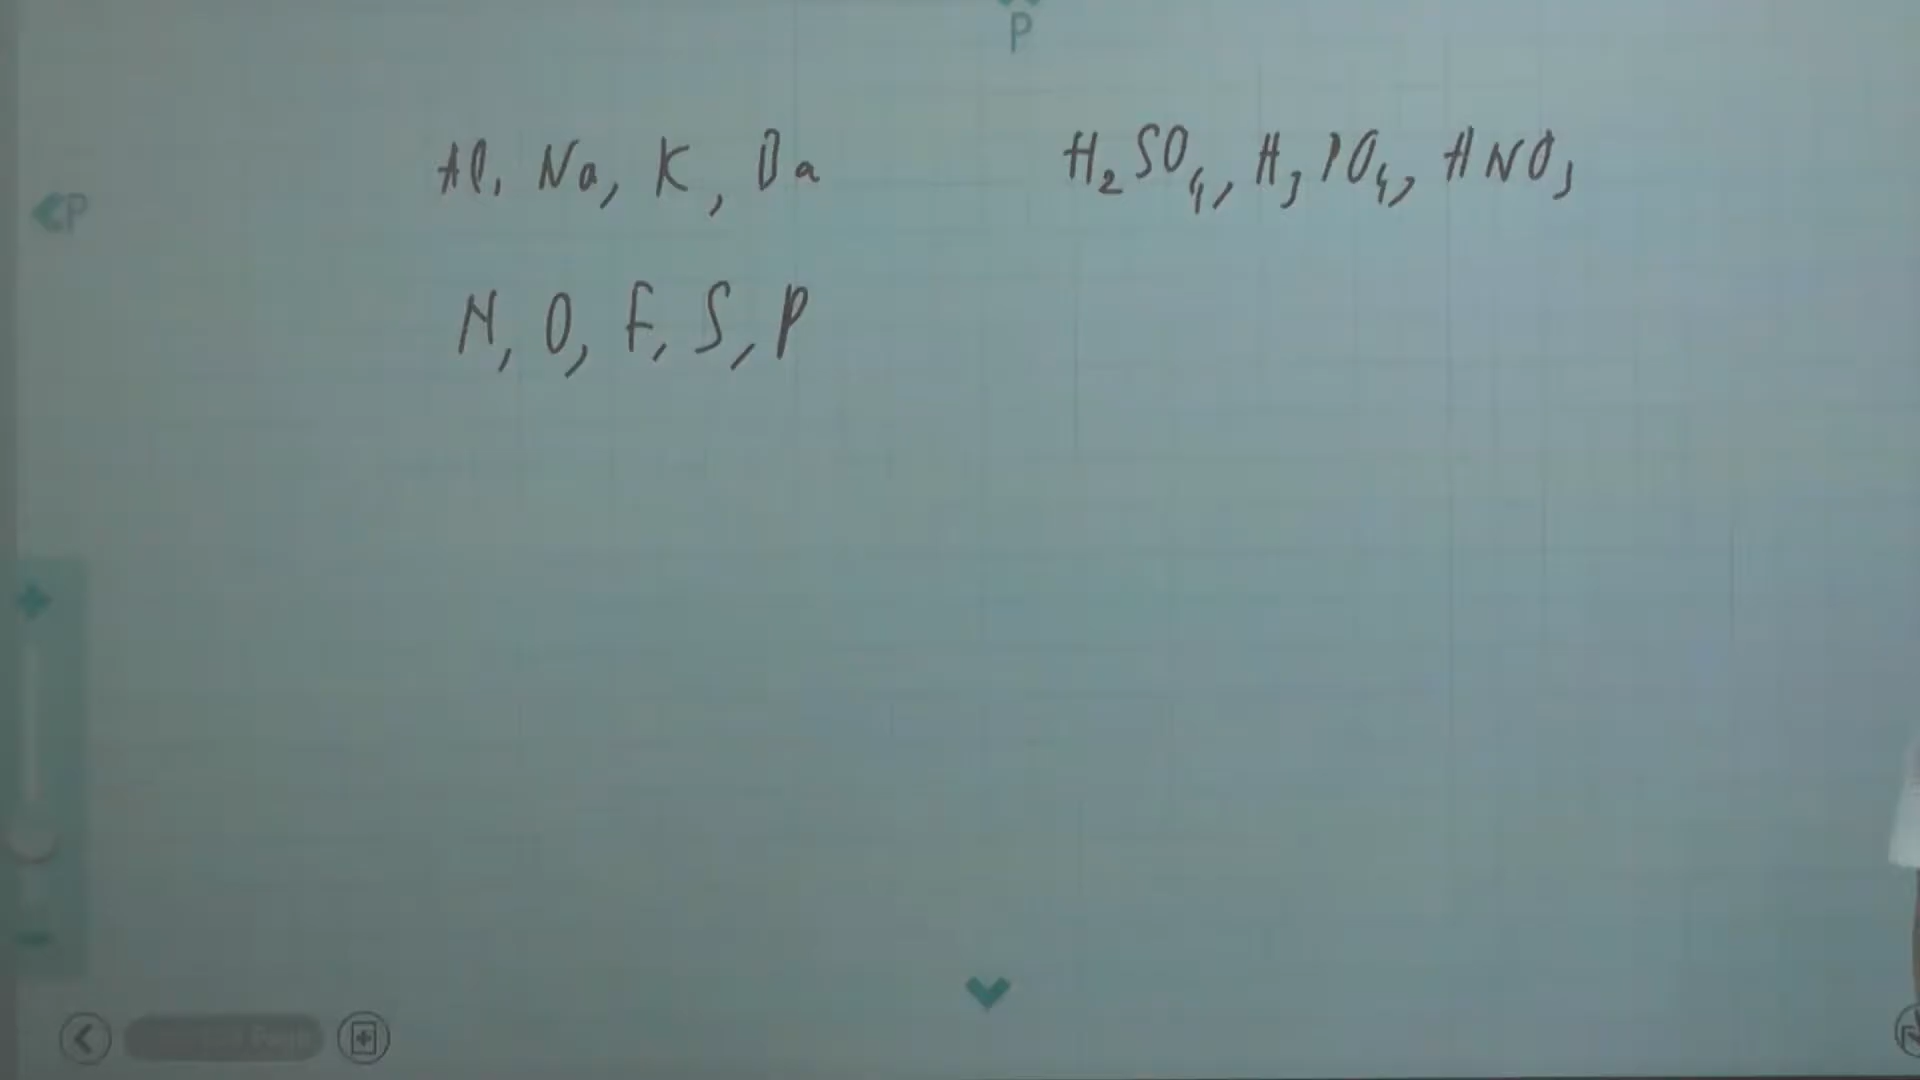 P
Al, Na, K, Ba
H₂SO₄, H₃PO₄, HNO₃
P
N, O, F, S, P